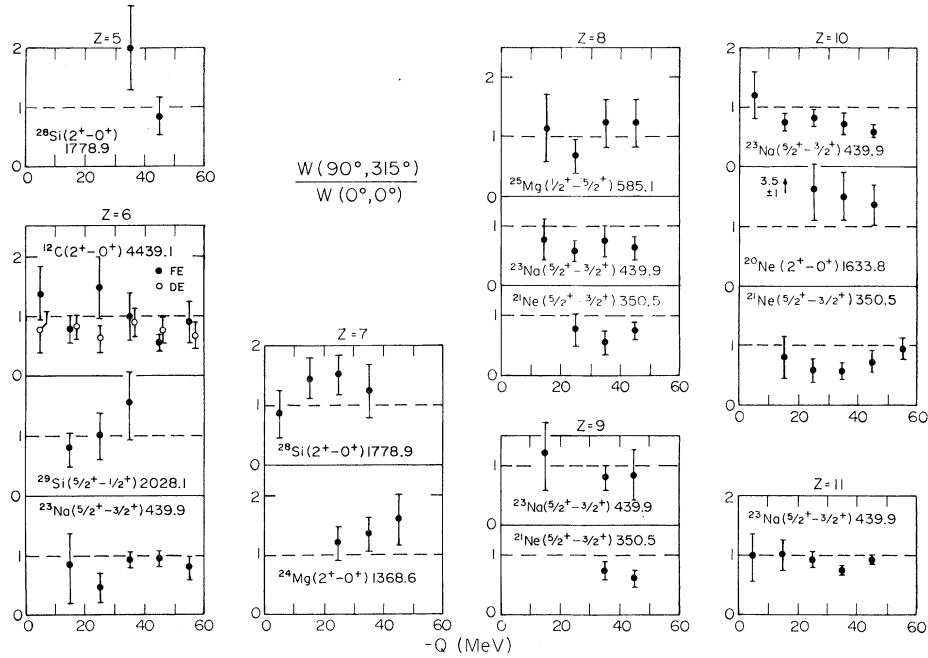 Z=5
2
1
0
²⁸Si(2⁺−0⁺)
1778.9
0 20 40 60
W(90°,315°)
W(0°,0°)
Z=6
¹²C(2⁺−0⁺) 4439.1
● FE
○ DE
2
1
0
1
0
²⁹Si(5/2⁺−1/2⁺) 2028.1
²³Na(5/2⁺−3/2⁺) 439.9
1
0
0 20 40 60
Z=7
2
1
0
²⁸Si(2⁺−0⁺) 1778.9
2
1
0
²⁴Mg(2⁺−0⁺) 1368.6
0 20 40 60
Z=8
2
1
0
²⁵Mg(1/2⁺−5/2⁺) 585.1
1
0
²³Na(5/2⁺−3/2⁺) 439.9
²¹Ne(5/2⁺−3/2⁺) 350.5
1
0
0 20 40 60
Z=9
1
0
²³Na(5/2⁺−3/2⁺) 439.9
²¹Ne(5/2⁺−3/2⁺) 350.5
1
0
0 20 40 60
Z=10
2
1
0
²³Na(5/2⁺−3/2⁺) 439.9
3.5
±1
1
0
²⁰Ne(2⁺−0⁺) 1633.8
²¹Ne(5/2⁺−3/2⁺) 350.5
1
0
0 20 40 60
Z=11
²³Na(5/2⁺−3/2⁺) 439.9
1
0
0 20 40 60
-Q (MeV)